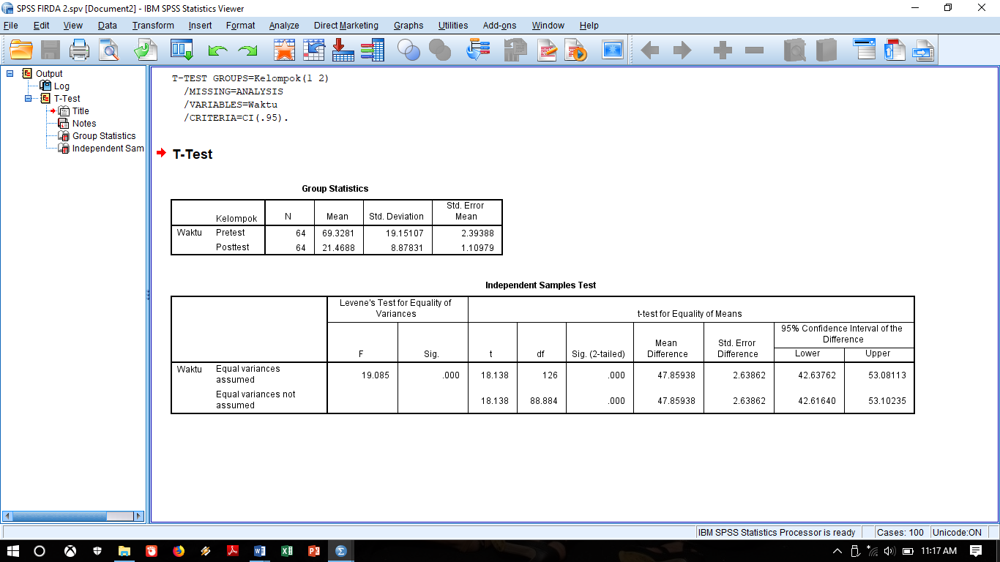 SPSS FIRDA 2.spv [Document2] - IBM SPSS Statistics Viewer
File Edit View Data Transform Insert Format Analyze Direct Marketing Graphs Utilities Add-ons Window Help
Output
Log
T-Test
Title
Notes
Group Statistics
Independent Sam
T-TEST GROUPS=Kelompok(1 2)
/MISSING=ANALYSIS
/VARIABLES=Waktu
/CRITERIA=CI(.95).
T-Test
Group Statistics
Kelompok N Mean Std. Deviation Std. Error Mean
Waktu Pretest 64 69.3281 19.15107 2.39388
Posttest 64 21.4688 8.87831 1.10979
Independent Samples Test
Levene's Test for Equality of Variances t-test for Equality of Means
95% Confidence Interval of the Difference
F Sig. t df Sig. (2-tailed) Mean Difference Std. Error Difference Lower Upper
Waktu Equal variances assumed 19.085 .000 18.138 126 .000 47.85938 2.63862 42.63762 53.08113
Equal variances not assumed 18.138 88.884 .000 47.85938 2.63862 42.61640 53.10235
IBM SPSS Statistics Processor is ready Cases: 100 Unicode:ON
11:17 AM